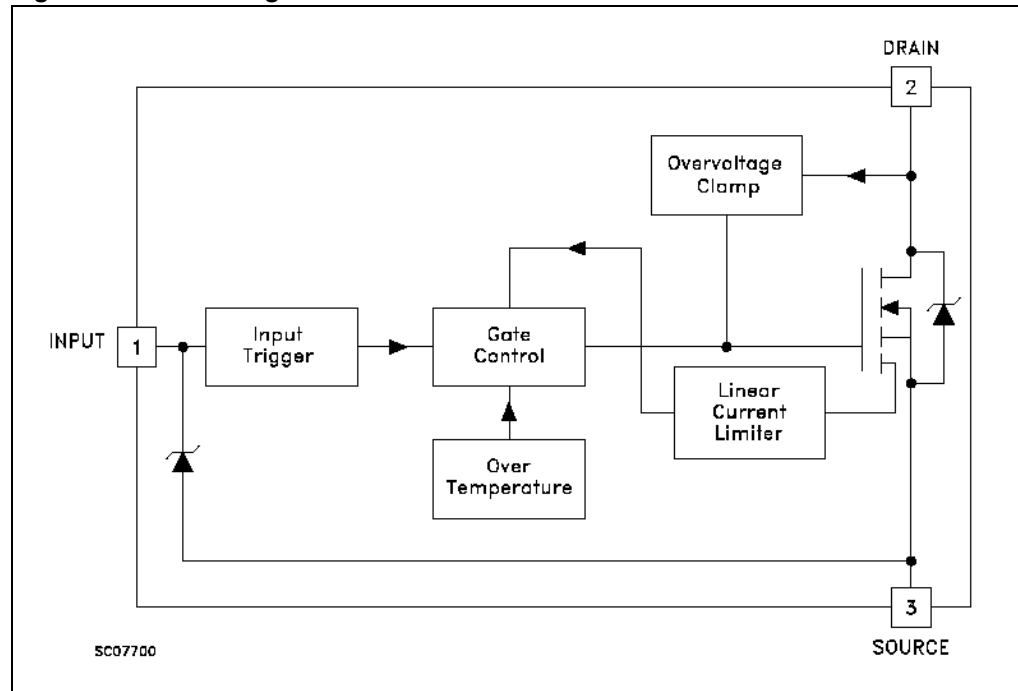 DRAIN
2
Overvoltage
Clamp
INPUT
1
Input
Trigger
Gate
Control
Linear
Current
Limiter
Over
Temperature
3
SOURCE
SC07700